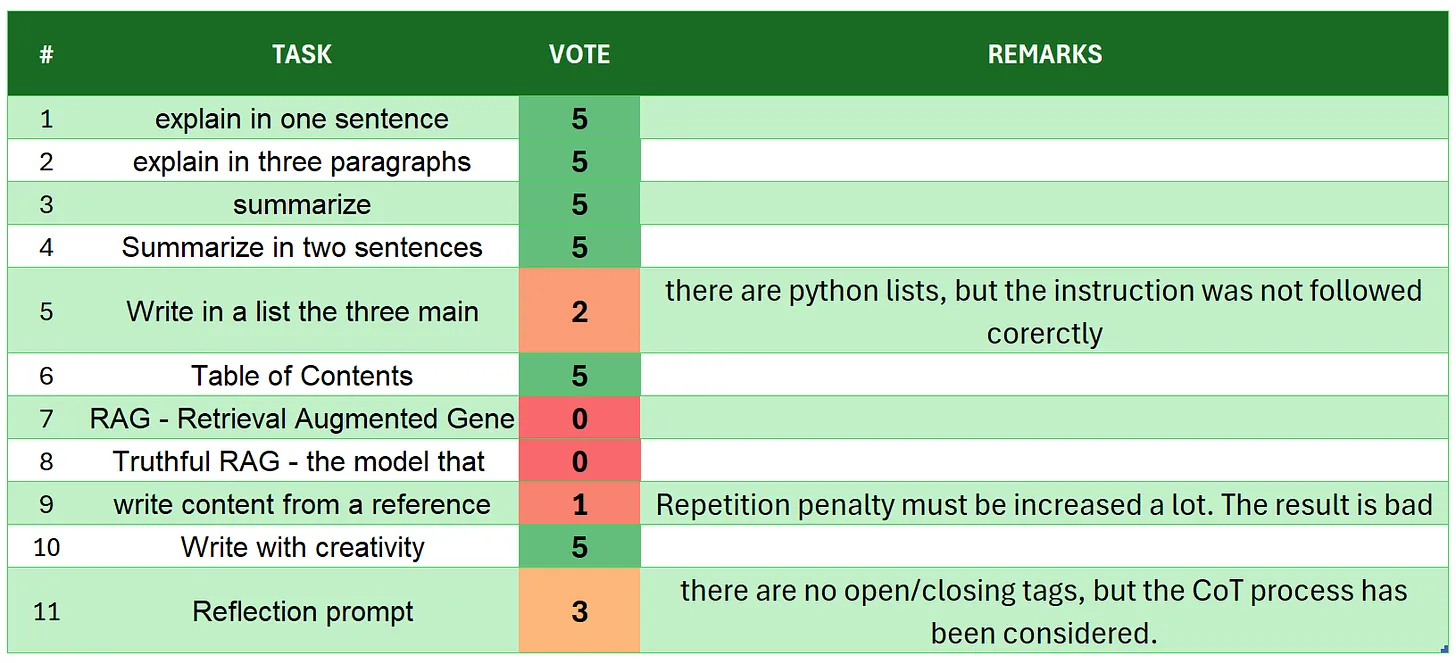 # TASK VOTE REMARKS
1 explain in one sentence 5
2 explain in three paragraphs 5
3 summarize 5
4 Summarize in two sentences 5
5 Write in a list the three main 2 there are python lists, but the instruction was not followed
corerctly
6 Table of Contents 5
7 RAG - Retrieval Augmented Gene 0
8 Truthful RAG - the model that 0
9 write content from a reference 1 Repetition penalty must be increased a lot. The result is bad
10 Write with creativity 5
11 Reflection prompt 3 there are no open/closing tags, but the CoT process has
been considered.